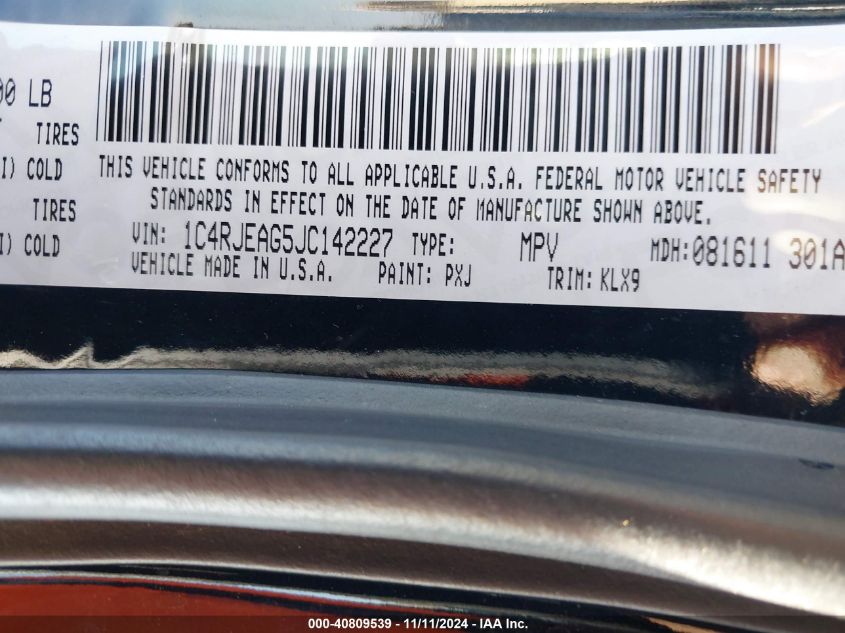 00 LB
TIRES
I) COLD
TIRES
I) COLD
THIS VEHICLE CONFORMS TO ALL APPLICABLE U.S.A. FEDERAL MOTOR VEHICLE SAFETY
STANDARDS IN EFFECT ON THE DATE OF MANUFACTURE SHOWN ABOVE.
VIN: 1C4RJEAG5JC142227 TYPE: MPV MDH:081611 301A
VEHICLE MADE IN U.S.A. PAINT: PXJ TRIM: KLX9
000-40809539 - 11/11/2024 - IAA Inc.